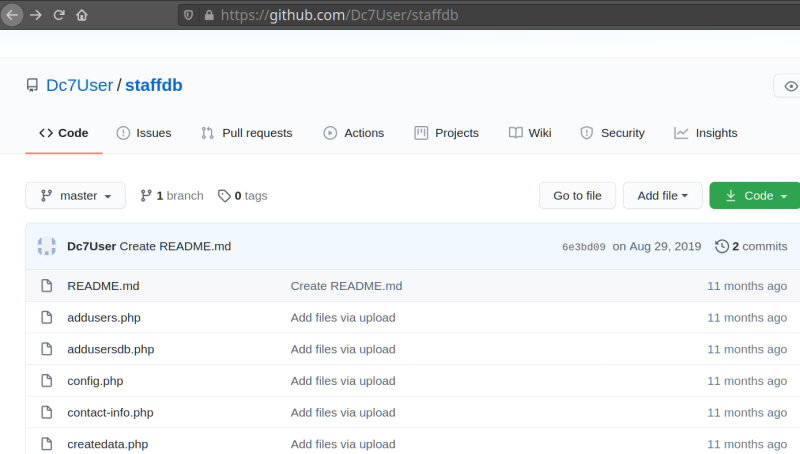 https://github.com/Dc7User/staffdb
Dc7User / staffdb
Code Issues Pull requests Actions Projects Wiki Security Insights
master 1 branch 0 tags Go to file Add file Code
Dc7User Create README.md 6e3bd09 on Aug 29, 2019 2 commits
README.md Create README.md 11 months ago
addusers.php Add files via upload 11 months ago
addusersdb.php Add files via upload 11 months ago
config.php Add files via upload 11 months ago
contact-info.php Add files via upload 11 months ago
createdata.php Add files via upload 11 months ago